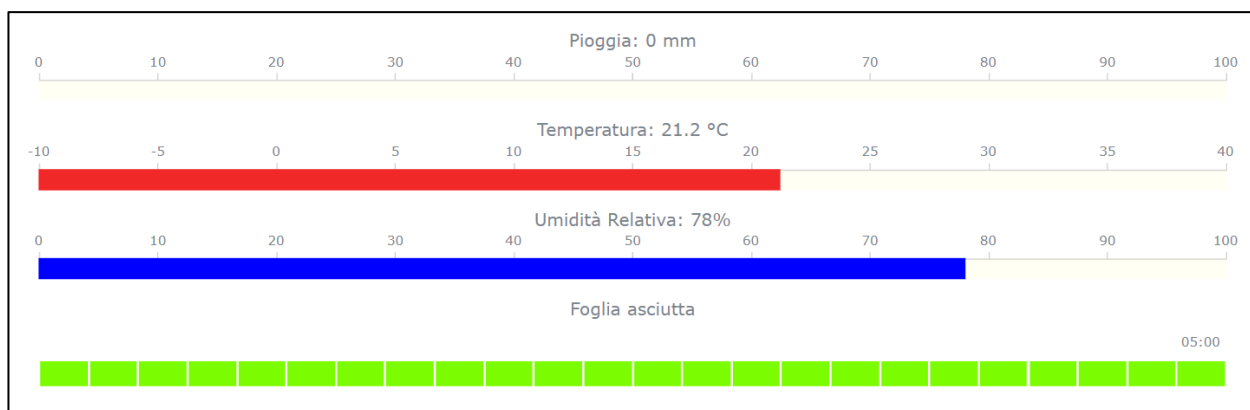 Pioggia: 0 mm
0 10 20 30 40 50 60 70 80 90 100
Temperatura: 21.2 °C
-10 -5 0 5 10 15 20 25 30 35 40
Umidità Relativa: 78%
0 10 20 30 40 50 60 70 80 90 100
Foglia asciutta
05:00